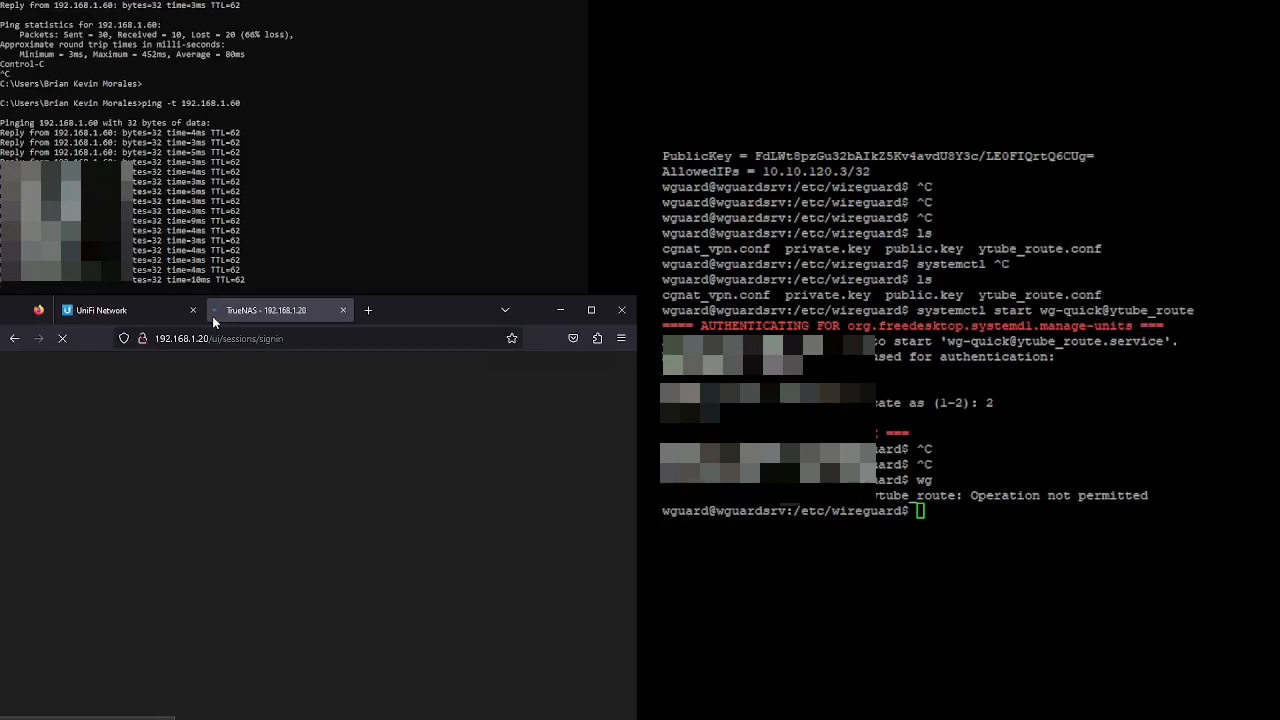 Reply from 192.168.1.60: bytes=32 time=3ms TTL=62
Ping statistics for 192.168.1.60:
Packets: Sent = 30, Received = 10, Lost = 20 (66% loss),
Approximate round trip times in milli-seconds:
Minimum = 3ms, Maximum = 452ms, Average = 80ms
Control-C
^C
C:\Users\Brian Kevin Morales>
C:\Users\Brian Kevin Morales>ping -t 192.168.1.60
Pinging 192.168.1.60 with 32 bytes of data:
Reply from 192.168.1.60: bytes=32 time=4ms TTL=62
Reply from 192.168.1.60: bytes=32 time=3ms TTL=62
Reply from 192.168.1.60: bytes=32 time=5ms TTL=62
tes=32 time=3ms TTL=62
tes=32 time=4ms TTL=62
tes=32 time=3ms TTL=62
tes=32 time=5ms TTL=62
tes=32 time=3ms TTL=62
tes=32 time=3ms TTL=62
tes=32 time=9ms TTL=62
tes=32 time=4ms TTL=62
tes=32 time=3ms TTL=62
tes=32 time=4ms TTL=62
tes=32 time=3ms TTL=62
tes=32 time=4ms TTL=62
tes=32 time=10ms TTL=62
UniFi Network
TrueNAS - 192.168.1.20
192.168.1.20/ui/sessions/signin
PublicKey = FdLWt8pzGu32bAIkZ5Kv4avdU8Y3c/LE0FIQrtQ6CUg=
AllowedIPs = 10.10.120.3/32
wguard@wguardsrv:/etc/wireguard$ ^C
wguard@wguardsrv:/etc/wireguard$ ^C
wguard@wguardsrv:/etc/wireguard$ ^C
wguard@wguardsrv:/etc/wireguard$ ls
cgnat_vpn.conf private.key public.key ytube_route.conf
wguard@wguardsrv:/etc/wireguard$ systemctl ^C
wguard@wguardsrv:/etc/wireguard$ ls
cgnat_vpn.conf private.key public.key ytube_route.conf
wguard@wguardsrv:/etc/wireguard$ systemctl start wg-quick@ytube_route
==== AUTHENTICATING FOR org.freedesktop.systemd1.manage-units ===
to start 'wg-quick@ytube_route.service'.
used for authentication:
cate as (1-2): 2
===
ard$ ^C
ard$ ^C
ard$ wg
ytube_route: Operation not permitted
wguard@wguardsrv:/etc/wireguard$